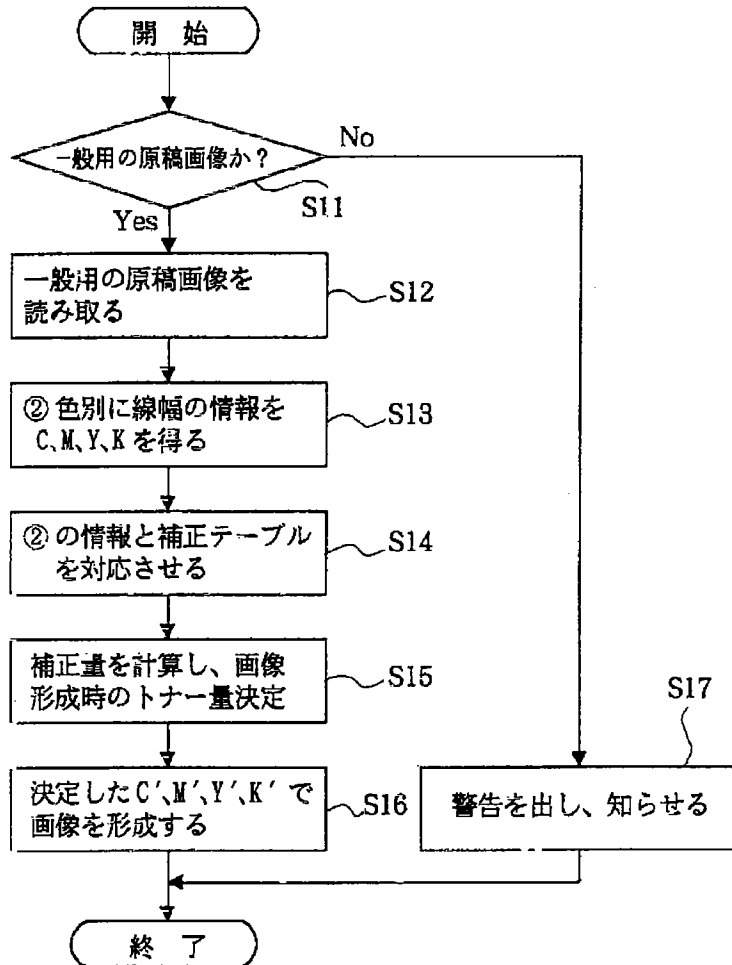 開 始
一般用の原稿画像か?
No
S11
Yes
一般用の原稿画像を
読み取る
S12
② 色別に線幅の情報を
C、M、Y、K を得る
S13
② の情報と補正テーブル
を対応させる
S14
補正量を計算し、画像
形成時のトナー量決定
S15
S17
決定したC′、M′、Y′、K′ で
画像を形成する
S16
警告を出し、知らせる
終 了